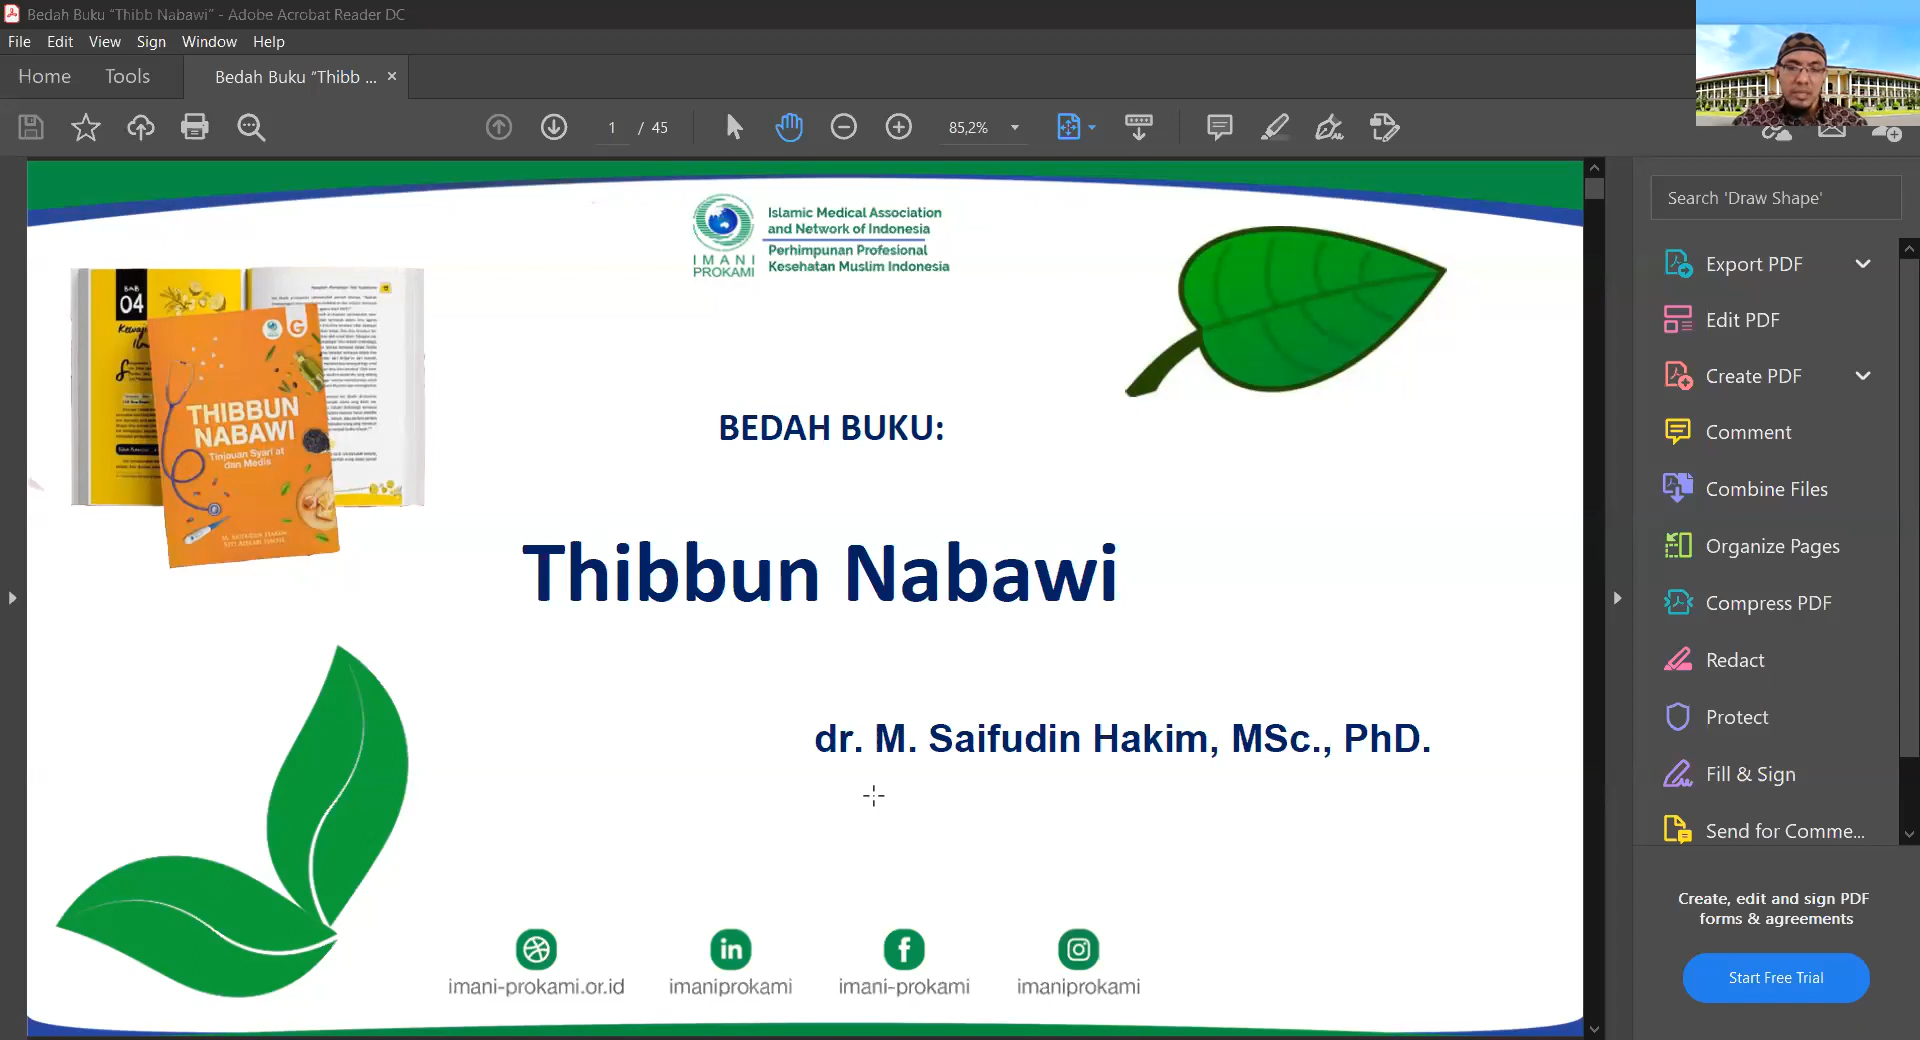 Bedah Buku “Thibb Nabawi” - Adobe Acrobat Reader DC
File Edit View Sign Window Help
Home Tools Bedah Buku “Thibb ... ×
1 / 45 85,2%
Islamic Medical Association
and Network of Indonesia
Perhimpunan Profesional
Kesehatan Muslim Indonesia
IMANI
PROKAMI
BAB
04
THIBBUN
NABAWI
Tinjauan Syari'at
dan Medis
BEDAH BUKU:
Thibbun Nabawi
dr. M. Saifudin Hakim, MSc., PhD.
imani-prokami.or.id imaniprokami imani-prokami imaniprokami
Search 'Draw Shape'
Export PDF
Edit PDF
Create PDF
Comment
Combine Files
Organize Pages
Compress PDF
Redact
Protect
Fill & Sign
Send for Comme...
Create, edit and sign PDF
forms & agreements
Start Free Trial